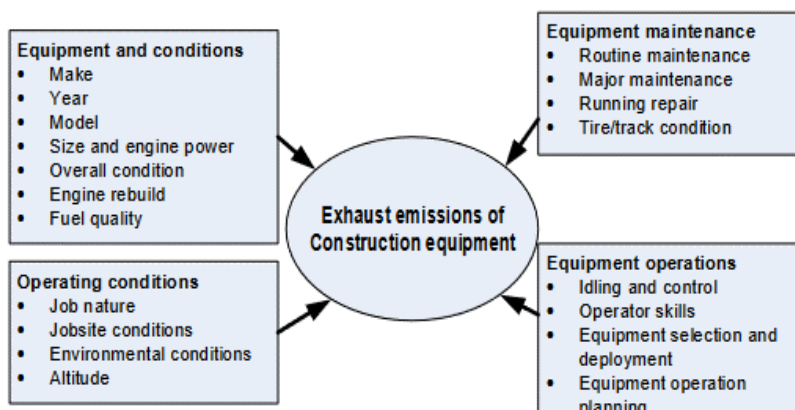 Equipment and conditions
• Make
• Year
• Model
• Size and engine power
• Overall condition
• Engine rebuild
• Fuel quality
Equipment maintenance
• Routine maintenance
• Major maintenance
• Running repair
• Tire/track condition
Exhaust emissions of
Construction equipment
Operating conditions
• Job nature
• Jobsite conditions
• Environmental conditions
• Altitude
Equipment operations
• Idling and control
• Operator skills
• Equipment selection and
deployment
• Equipment operation
planning